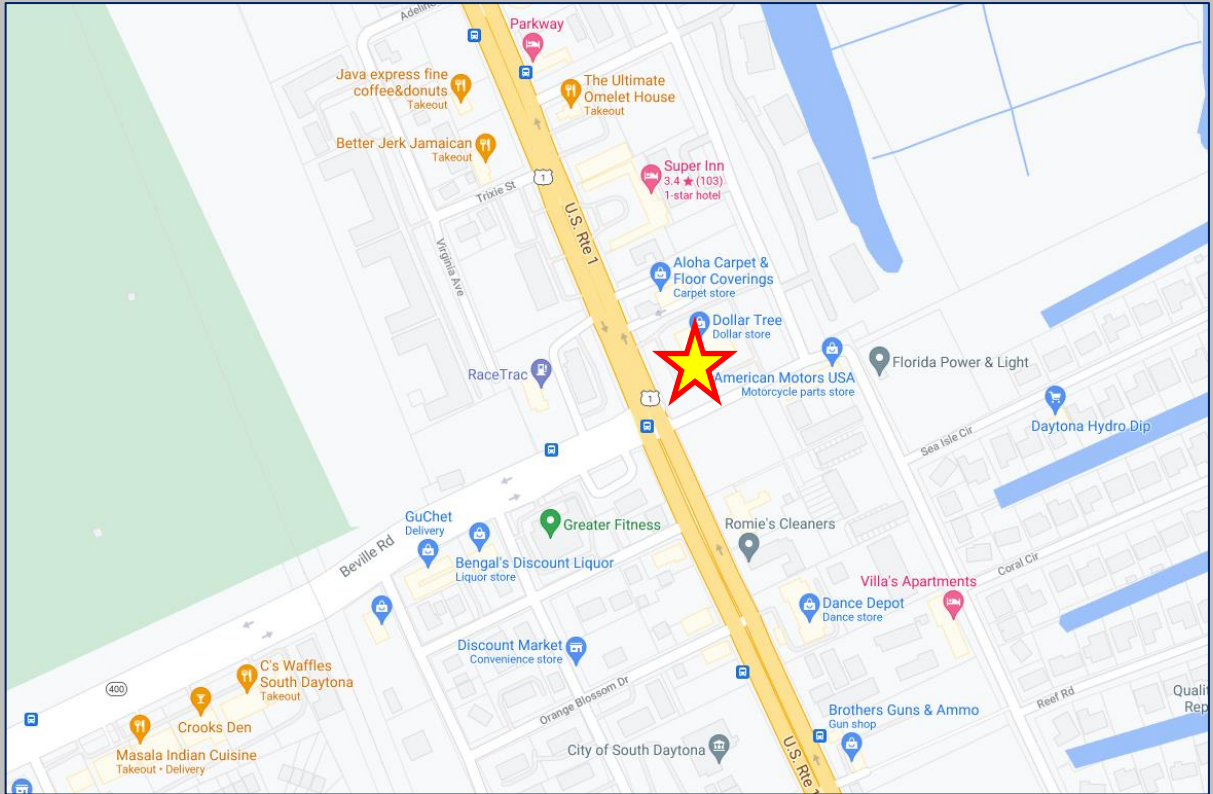 Parkway
Java express fine
coffee&donuts
Takeout
The Ultimate
Omelet House
Takeout
Better Jerk Jamaican
Takeout
Super Inn
3.4 ★ (103)
1-star hotel
Trixie St
1
U.S. Rte 1
Virginia Ave
Aloha Carpet &
Floor Coverings
Carpet store
Dollar Tree
Dollar store
RaceTrac
American Motors USA
Motorcycle parts store
Florida Power & Light
1
Daytona Hydro Dip
Sea Isle Cir
GuChet
Delivery
Greater Fitness
Romie's Cleaners
Beville Rd
Bengal's Discount Liquor
Liquor store
Coral Cir
Villa's Apartments
Dance Depot
Dance store
Discount Market
Convenience store
C's Waffles
South Daytona
Takeout
400
Orange Blossom Dr
Reef Rd
Crooks Den
Brothers Guns & Ammo
Gun shop
Masala Indian Cuisine
Takeout • Delivery
City of South Daytona
U.S. Rte 1